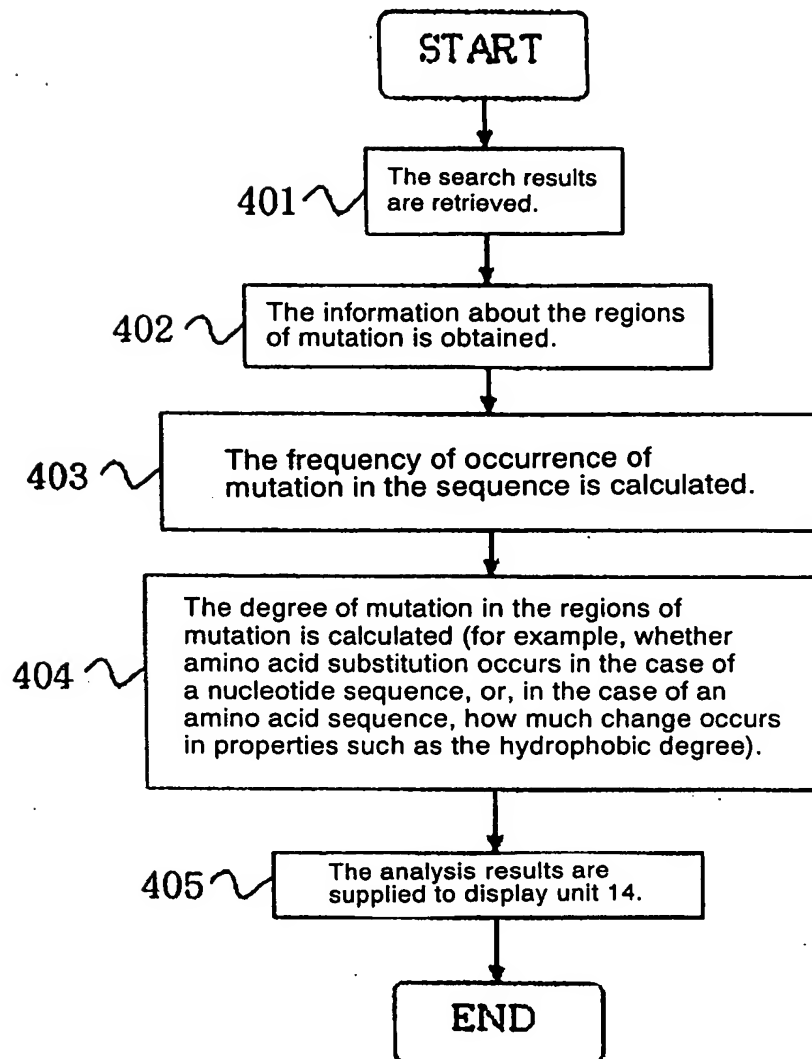 START
401
The search results
are retrieved.
402
The information about the regions
of mutation is obtained.
403
The frequency of occurrence of
mutation in the sequence is calculated.
404
The degree of mutation in the regions of
mutation is calculated (for example, whether
amino acid substitution occurs in the case of
a nucleotide sequence, or, in the case of an
amino acid sequence, how much change occurs
in properties such as the hydrophobic degree).
405
The analysis results are
supplied to display unit 14.
END